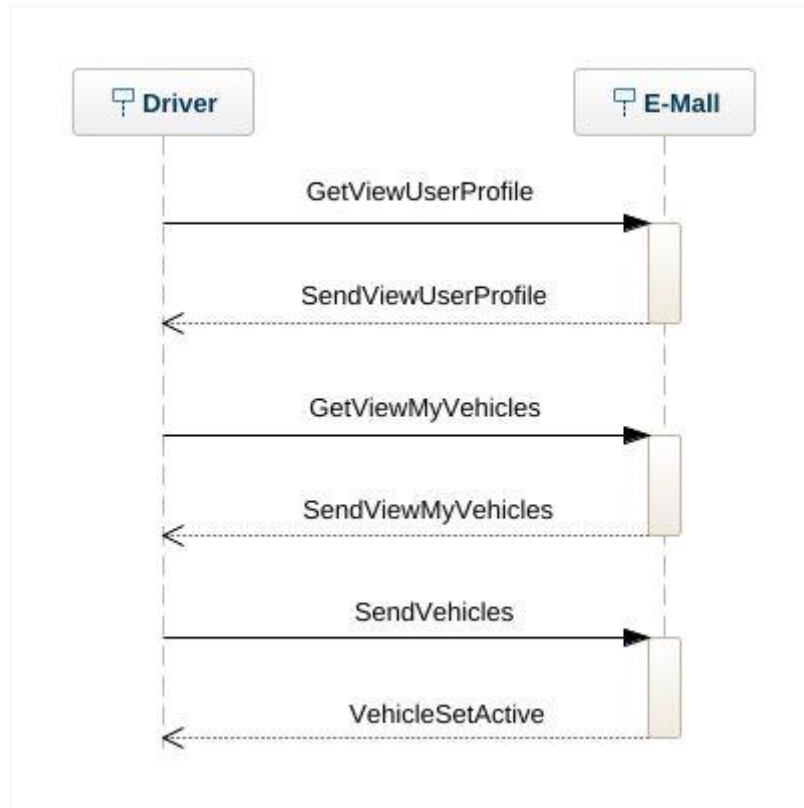 Driver
E-Mall
GetViewUserProfile
SendViewUserProfile
GetViewMyVehicles
SendViewMyVehicles
SendVehicles
VehicleSetActive